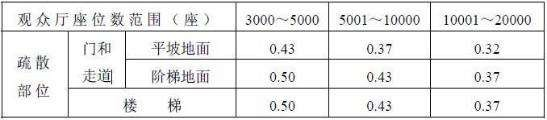 观众厅座位数范围（座） 3000～5000 5001～10000 10001～20000
疏散部位 门和走道 平坡地面 0.43 0.37 0.32
阶梯地面 0.50 0.43 0.37
楼梯 0.50 0.43 0.37